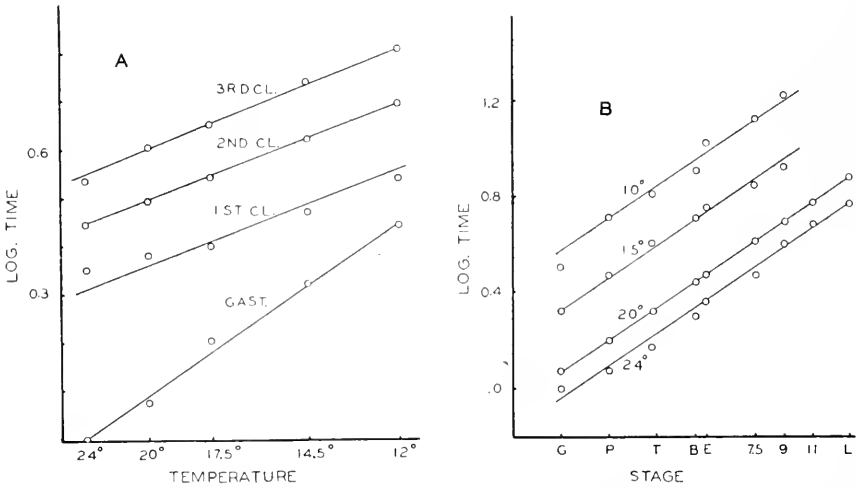 A
3RD CL.
2ND CL.
1ST CL.
GAST.
0.6
0.3
LOG. TIME
24° 20° 17.5° 14.5° 12°
TEMPERATURE
B
10°
15°
20°
24°
1.2
0.8
0.4
.0
LOG. TIME
G P T B E 7.5 9 11 L
STAGE